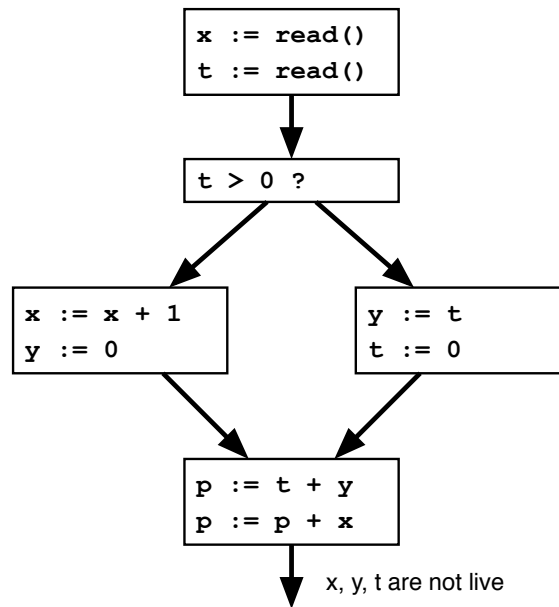 x := read()
t := read()
t > 0 ?
x := x + 1
y := 0
y := t
t := 0
p := t + y
p := p + x
x, y, t are not live